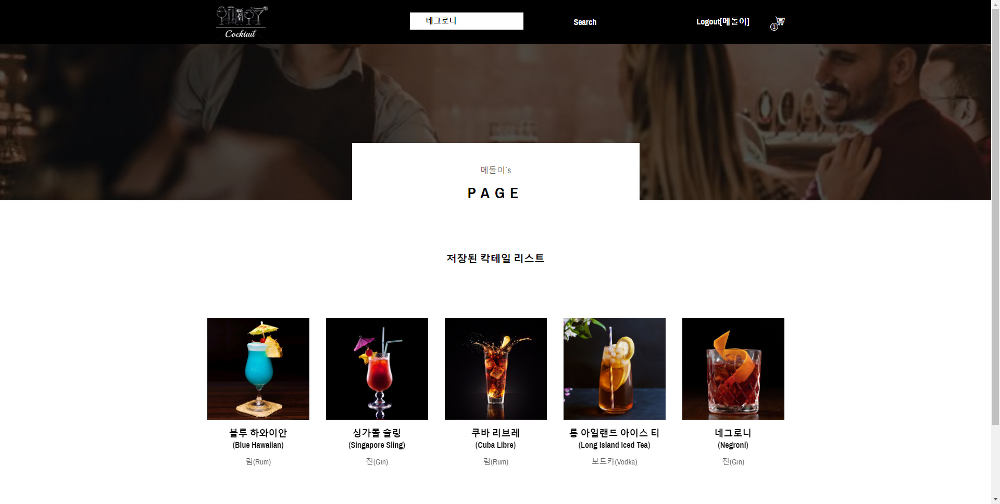 Cocktail
네그로니
Search
Logout[메돌이]
1
메돌이`s
PAGE
저장된 칵테일 리스트
블루 하와이안
(Blue Hawaiian)
럼(Rum)
싱가폴 슬링
(Singapore Sling)
진(Gin)
쿠바 리브레
(Cuba Libre)
럼(Rum)
롱 아일랜드 아이스 티
(Long Island Iced Tea)
보드카(Vodka)
네그로니
(Negroni)
진(Gin)